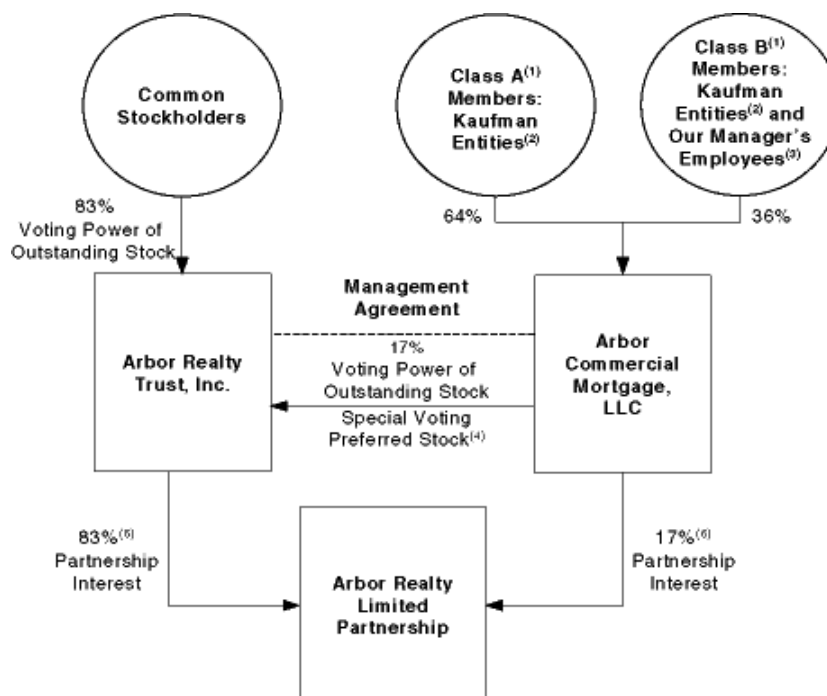 Common
Stockholders
Class A(1)
Members:
Kaufman
Entities(2)
Class B(1)
Members:
Kaufman
Entities(2) and
Our Manager's
Employees(3)
83%
Voting Power of
Outstanding Stock
64%
36%
Management
Agreement
Arbor Realty
Trust, Inc.
17%
Voting Power of
Outstanding Stock
Special Voting
Preferred Stock(4)
Arbor
Commercial
Mortgage,
LLC
83%(5)
Partnership
Interest
17%(6)
Partnership
Interest
Arbor Realty
Limited
Partnership